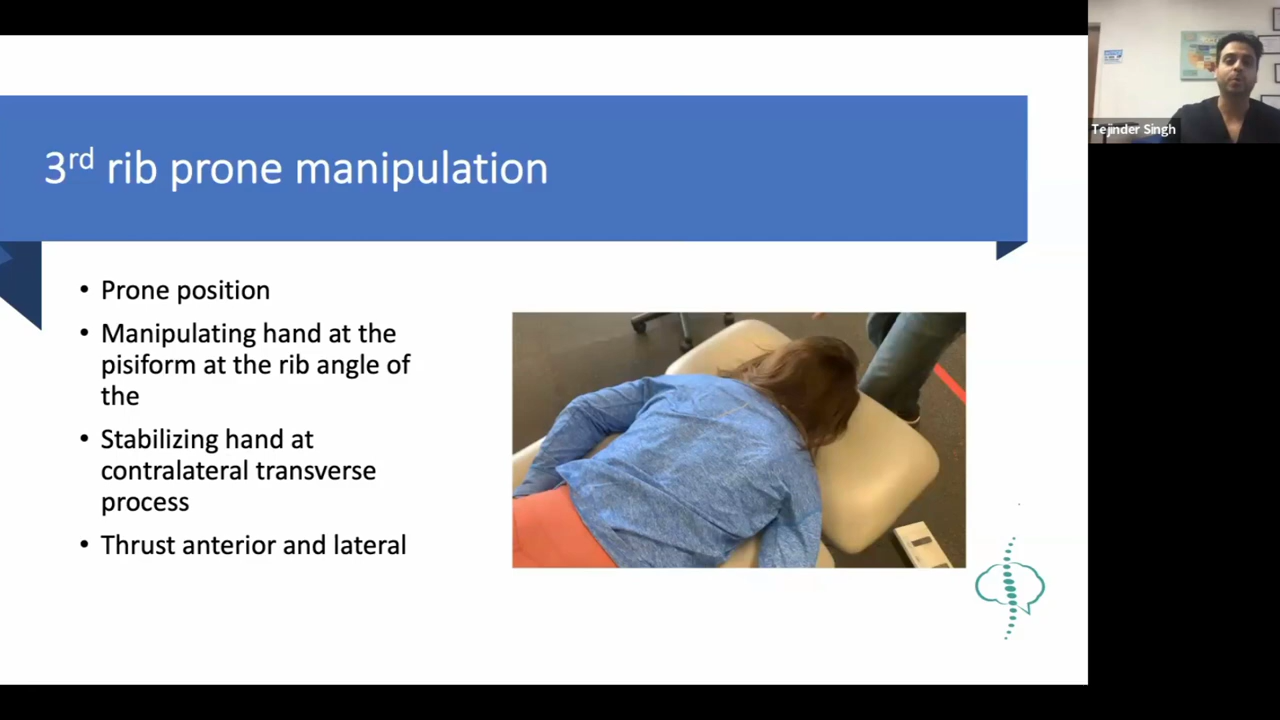 3rd rib prone manipulation
• Prone position
• Manipulating hand at the
pisiform at the rib angle of
the
• Stabilizing hand at
contralateral transverse
process
• Thrust anterior and lateral
Tejinder Singh